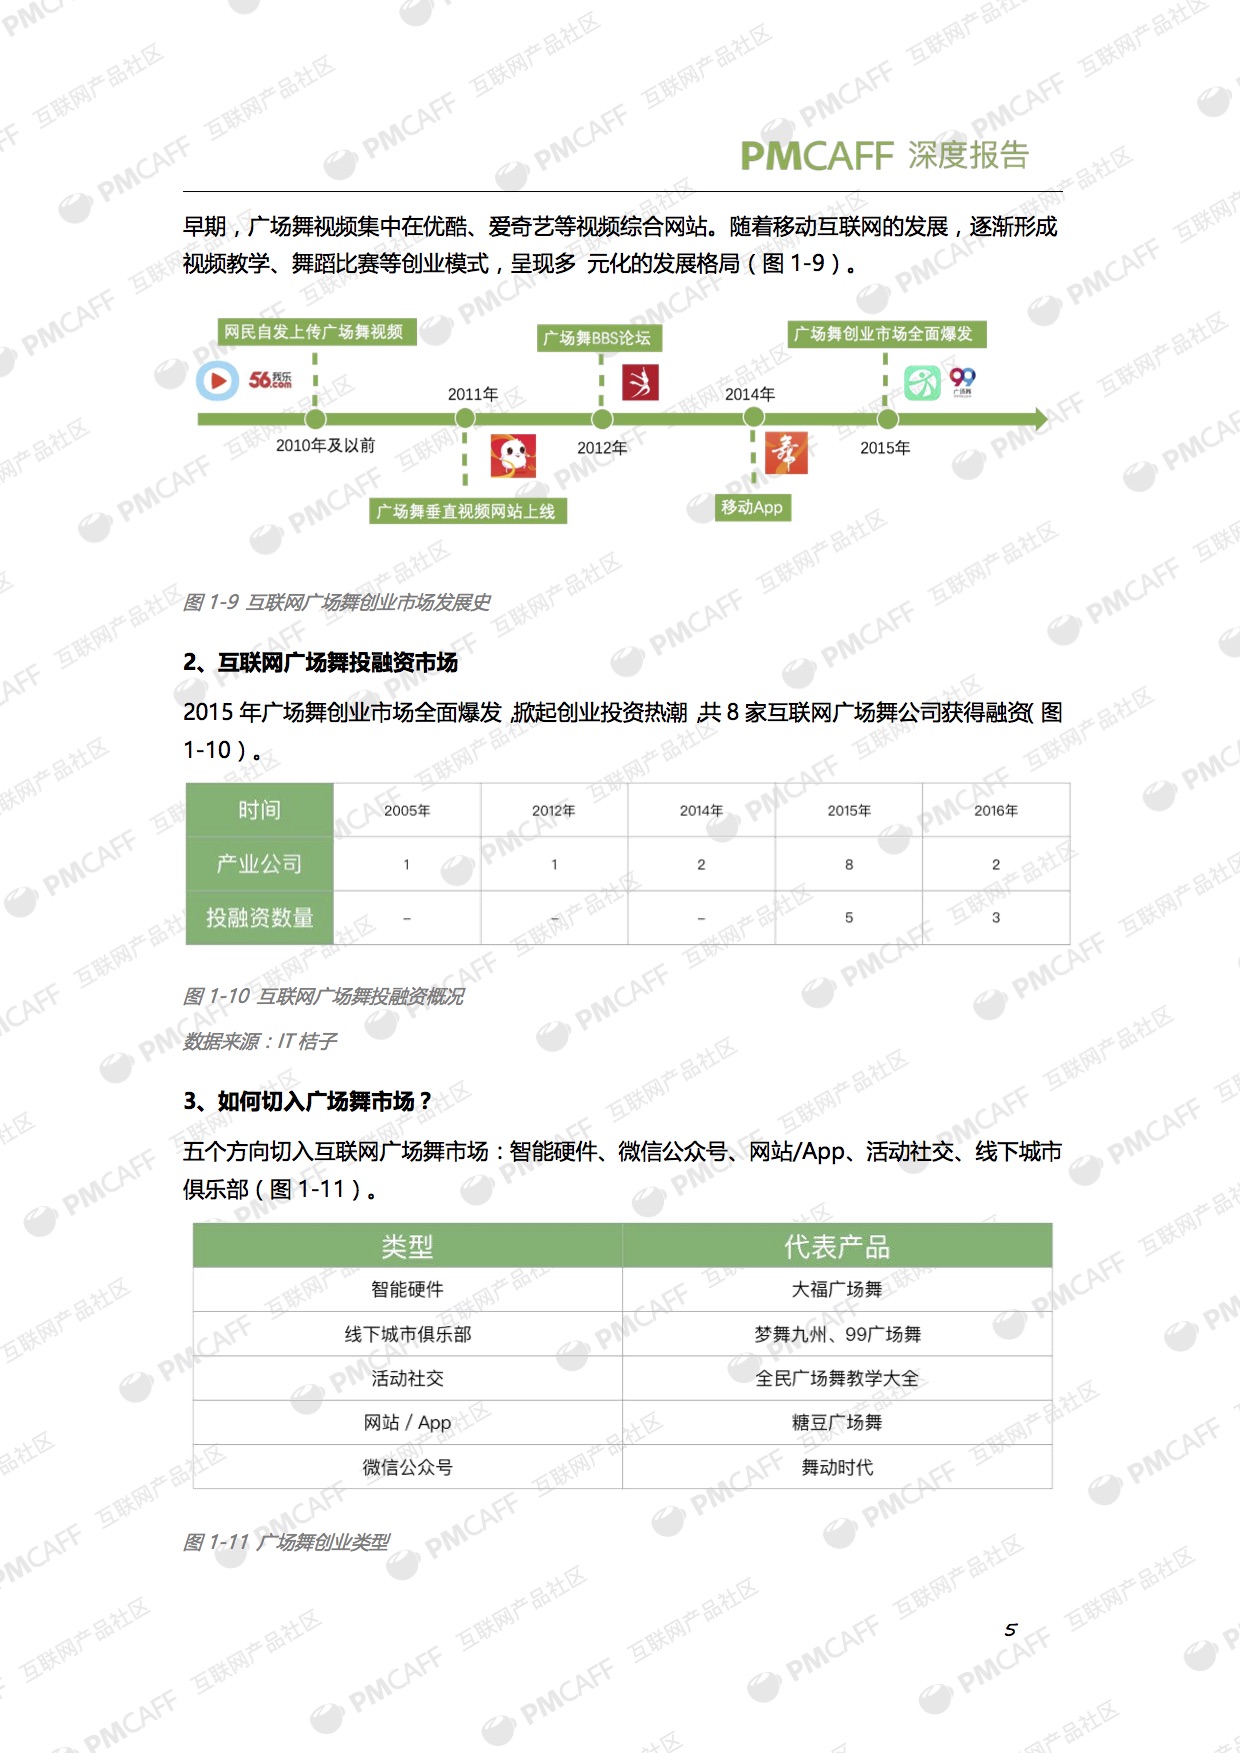 PMCAFF 深度报告
早期，广场舞视频集中在优酷、爱奇艺等视频综合网站。随着移动互联网的发展，逐渐形成
视频教学、舞蹈比赛等创业模式，呈现多 元化的发展格局（图 1-9）。
网民自发上传广场舞视频
广场舞BBS论坛
广场舞创业市场全面爆发
56我乐
.com
99
广场舞
2011年
2014年
2010年及以前
2012年
2015年
舞
广场舞垂直视频网站上线
移动App
图 1-9 互联网广场舞创业市场发展史
2、互联网广场舞投融资市场
2015 年广场舞创业市场全面爆发，掀起创业投资热潮，共 8 家互联网广场舞公司获得融资（图
1-10）。
时间 2005年 2012年 2014年 2015年 2016年
产业公司 1 1 2 8 2
投融资数量 – – – 5 3
图 1-10 互联网广场舞投融资概况
数据来源：IT 桔子
3、如何切入广场舞市场？
五个方向切入互联网广场舞市场：智能硬件、微信公众号、网站/App、活动社交、线下城市
俱乐部（图 1-11）。
类型 代表产品
智能硬件 大福广场舞
线下城市俱乐部 梦舞九州、99广场舞
活动社交 全民广场舞教学大全
网站 / App 糖豆广场舞
微信公众号 舞动时代
图 1-11 广场舞创业类型
5
PMCAFF 互联网产品社区